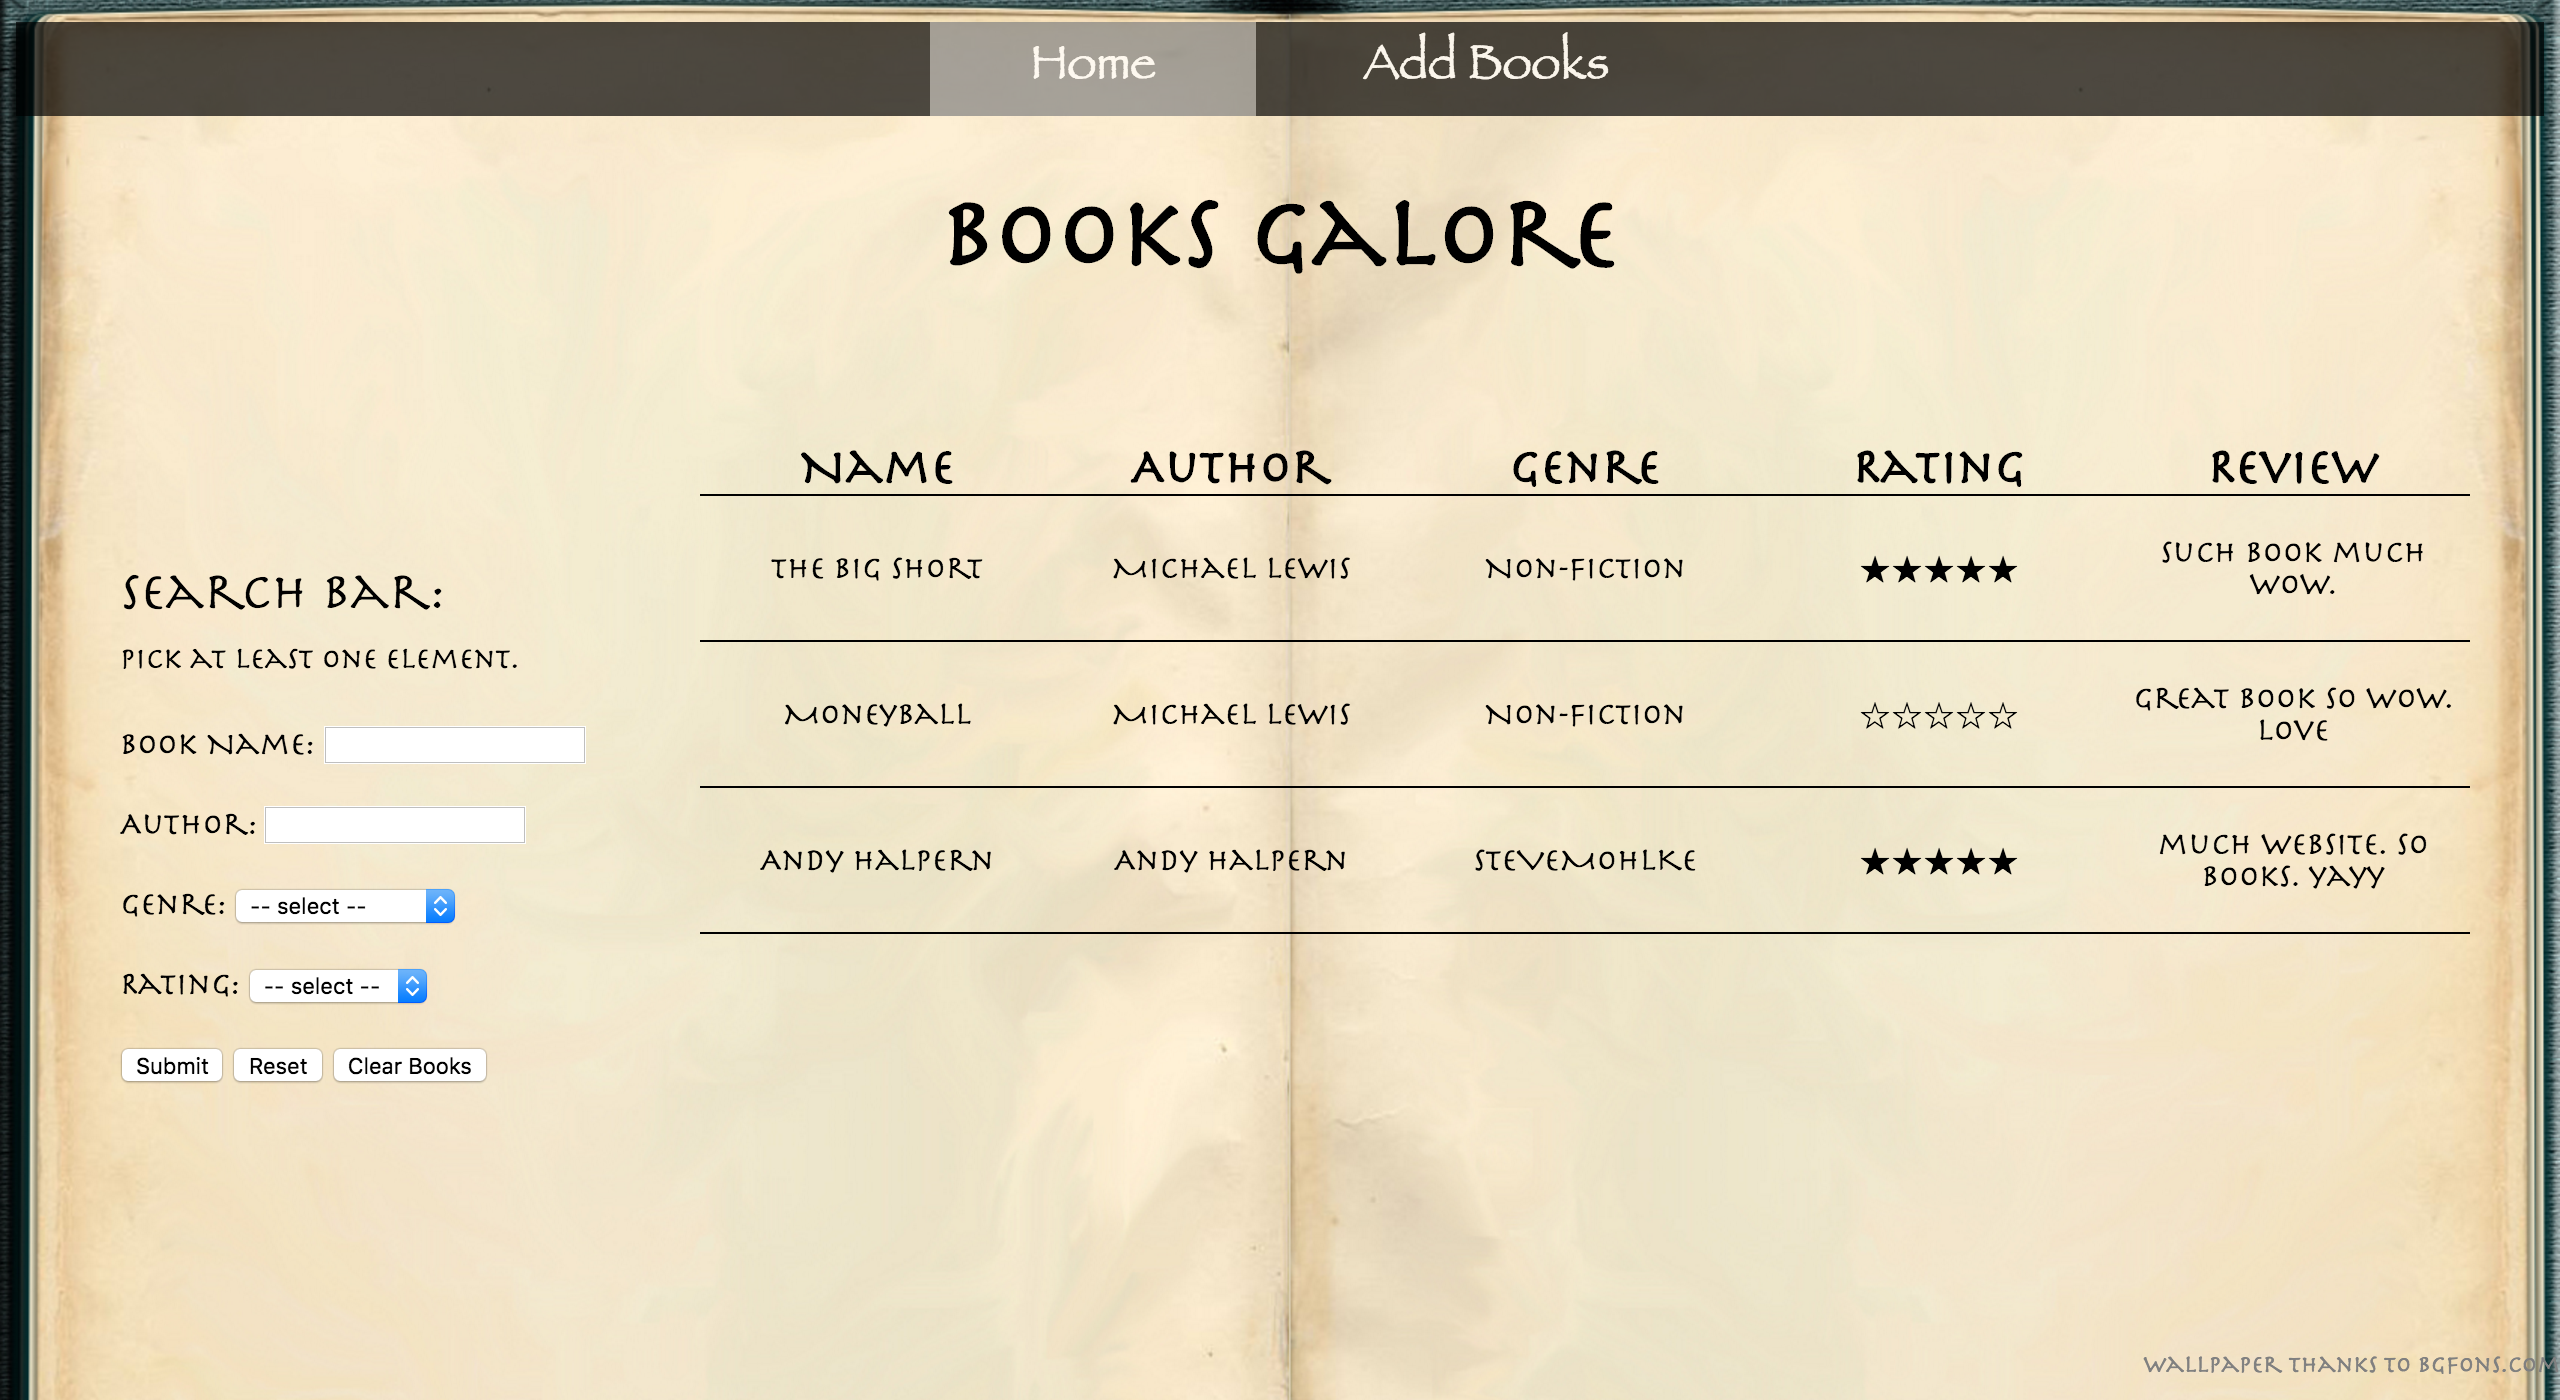 Home Add Books
BOOKS GALORE
NAME AUTHOR GENRE RATING REVIEW
THE BIG SHORT MICHAEL LEWIS NON-FICTION ★★★★★ SUCH BOOK MUCH
WOW.
MONEYBALL MICHAEL LEWIS NON-FICTION ☆☆☆☆☆ GREAT BOOK SO WOW.
LOVE
ANDY HALPERN ANDY HALPERN STEVEMOHLKE ★★★★★ MUCH WEBSITE. SO
BOOKS. YAYY
SEARCH BAR:
PICK AT LEAST ONE ELEMENT.
BOOK NAME:
AUTHOR:
GENRE: -- select --
RATING: -- select --
Submit Reset Clear Books
WALLPAPER THANKS TO BGFONS.COM